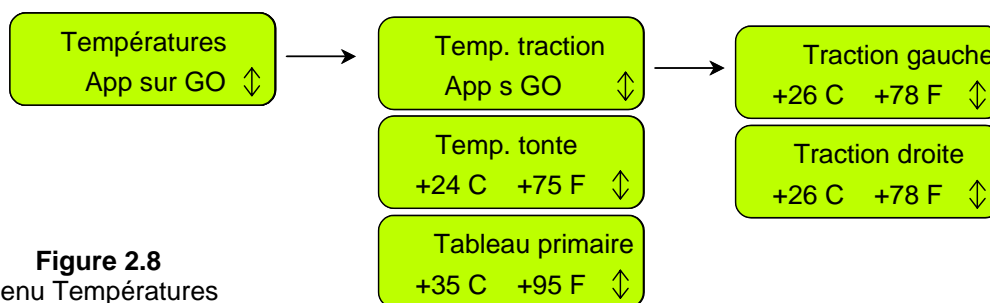 Températures
App sur GO
Temp. traction
App s GO
Temp. tonte
+24 C +75 F
Tableau primaire
+35 C +95 F
Traction gauche
+26 C +78 F
Traction droite
+26 C +78 F
Figure 2.8
enu Températures